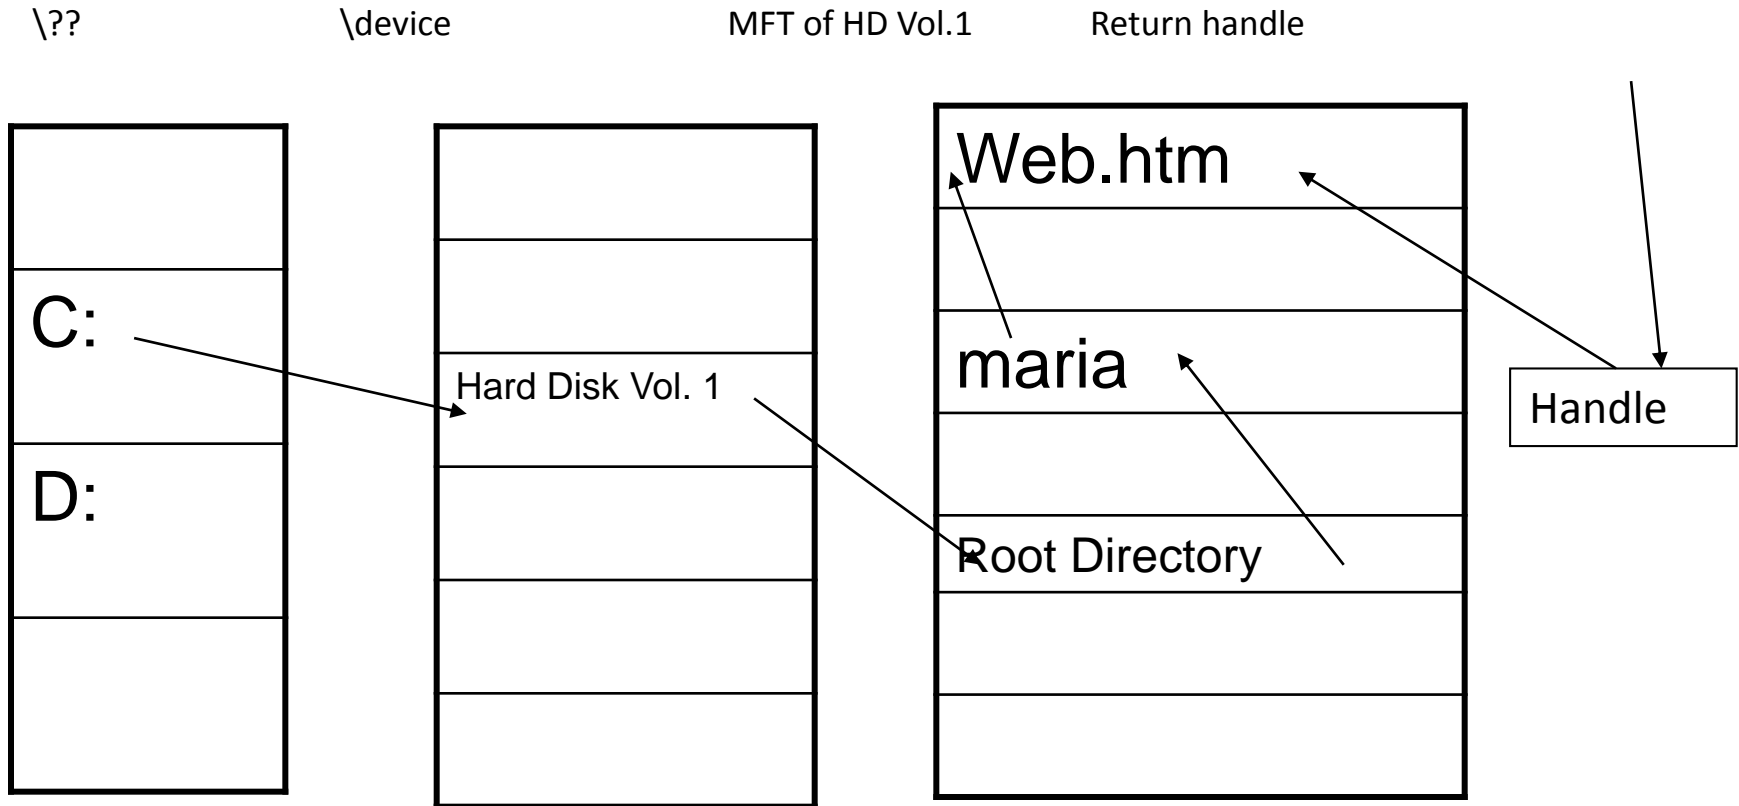 \?? \device MFT of HD Vol.1 Return handle
C:
D:
Hard Disk Vol. 1
Web.htm
maria
Root Directory
Handle